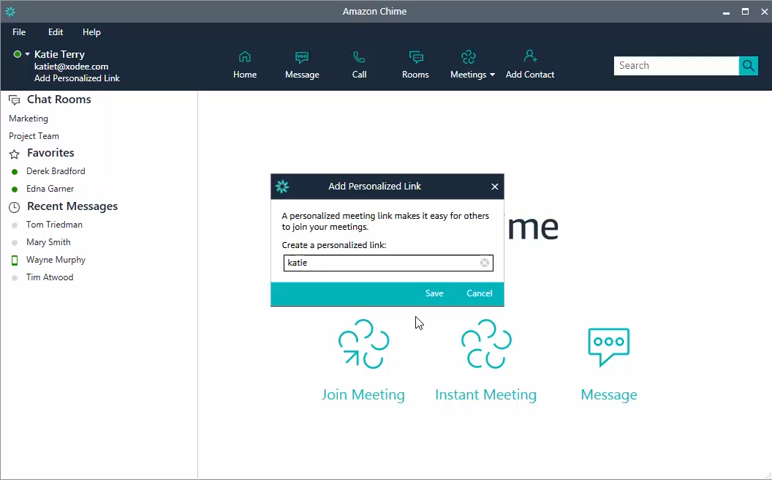 Amazon Chime
File Edit Help
Katie Terry
katiet@xodee.com
Add Personalized Link
Home Message Call Rooms Meetings Add Contact
Search
Chat Rooms
Marketing
Project Team
Favorites
Derek Bradford
Edna Garner
Recent Messages
Tom Triedman
Mary Smith
Wayne Murphy
Tim Atwood
Add Personalized Link
A personalized meeting link makes it easy for others
to join your meetings.
Create a personalized link:
katie
Save Cancel
me
Join Meeting Instant Meeting Message